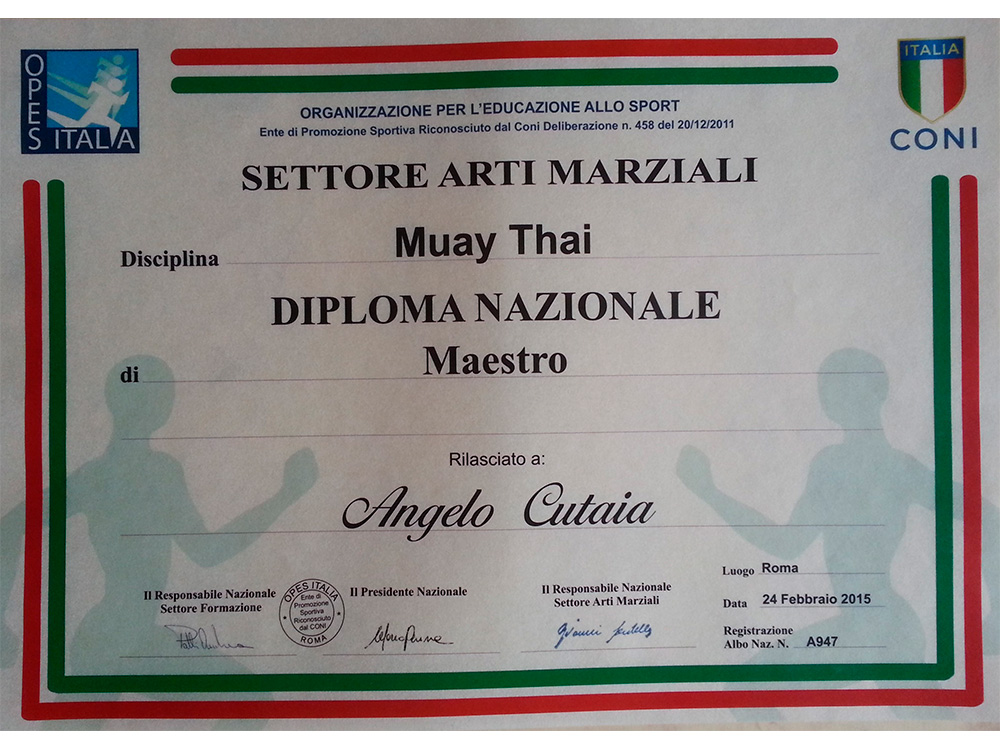 OPES ITALIA
ITALIA
CONI
ORGANIZZAZIONE PER L'EDUCAZIONE ALLO SPORT
Ente di Promozione Sportiva Riconosciuto dal Coni Deliberazione n. 458 del 20/12/2011
SETTORE ARTI MARZIALI
Disciplina Muay Thai
DIPLOMA NAZIONALE
di Maestro
Rilasciato a:
Angelo Cutaia
Luogo Roma
Il Responsabile Nazionale
Settore Formazione
OPES ITALIA
Ente di
Promozione
Sportiva
Riconosciuto
dal CONI
ROMA
Il Presidente Nazionale
Il Responsabile Nazionale
Settore Arti Marziali
Data 24 Febbraio 2015
Registrazione
Albo Naz. N. A947